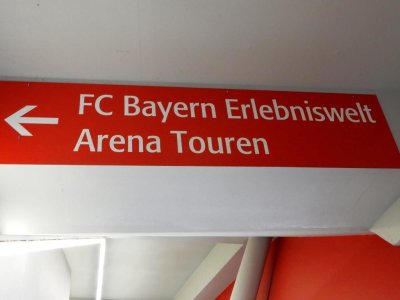 FC Bayern Erlebniswelt
Arena Touren